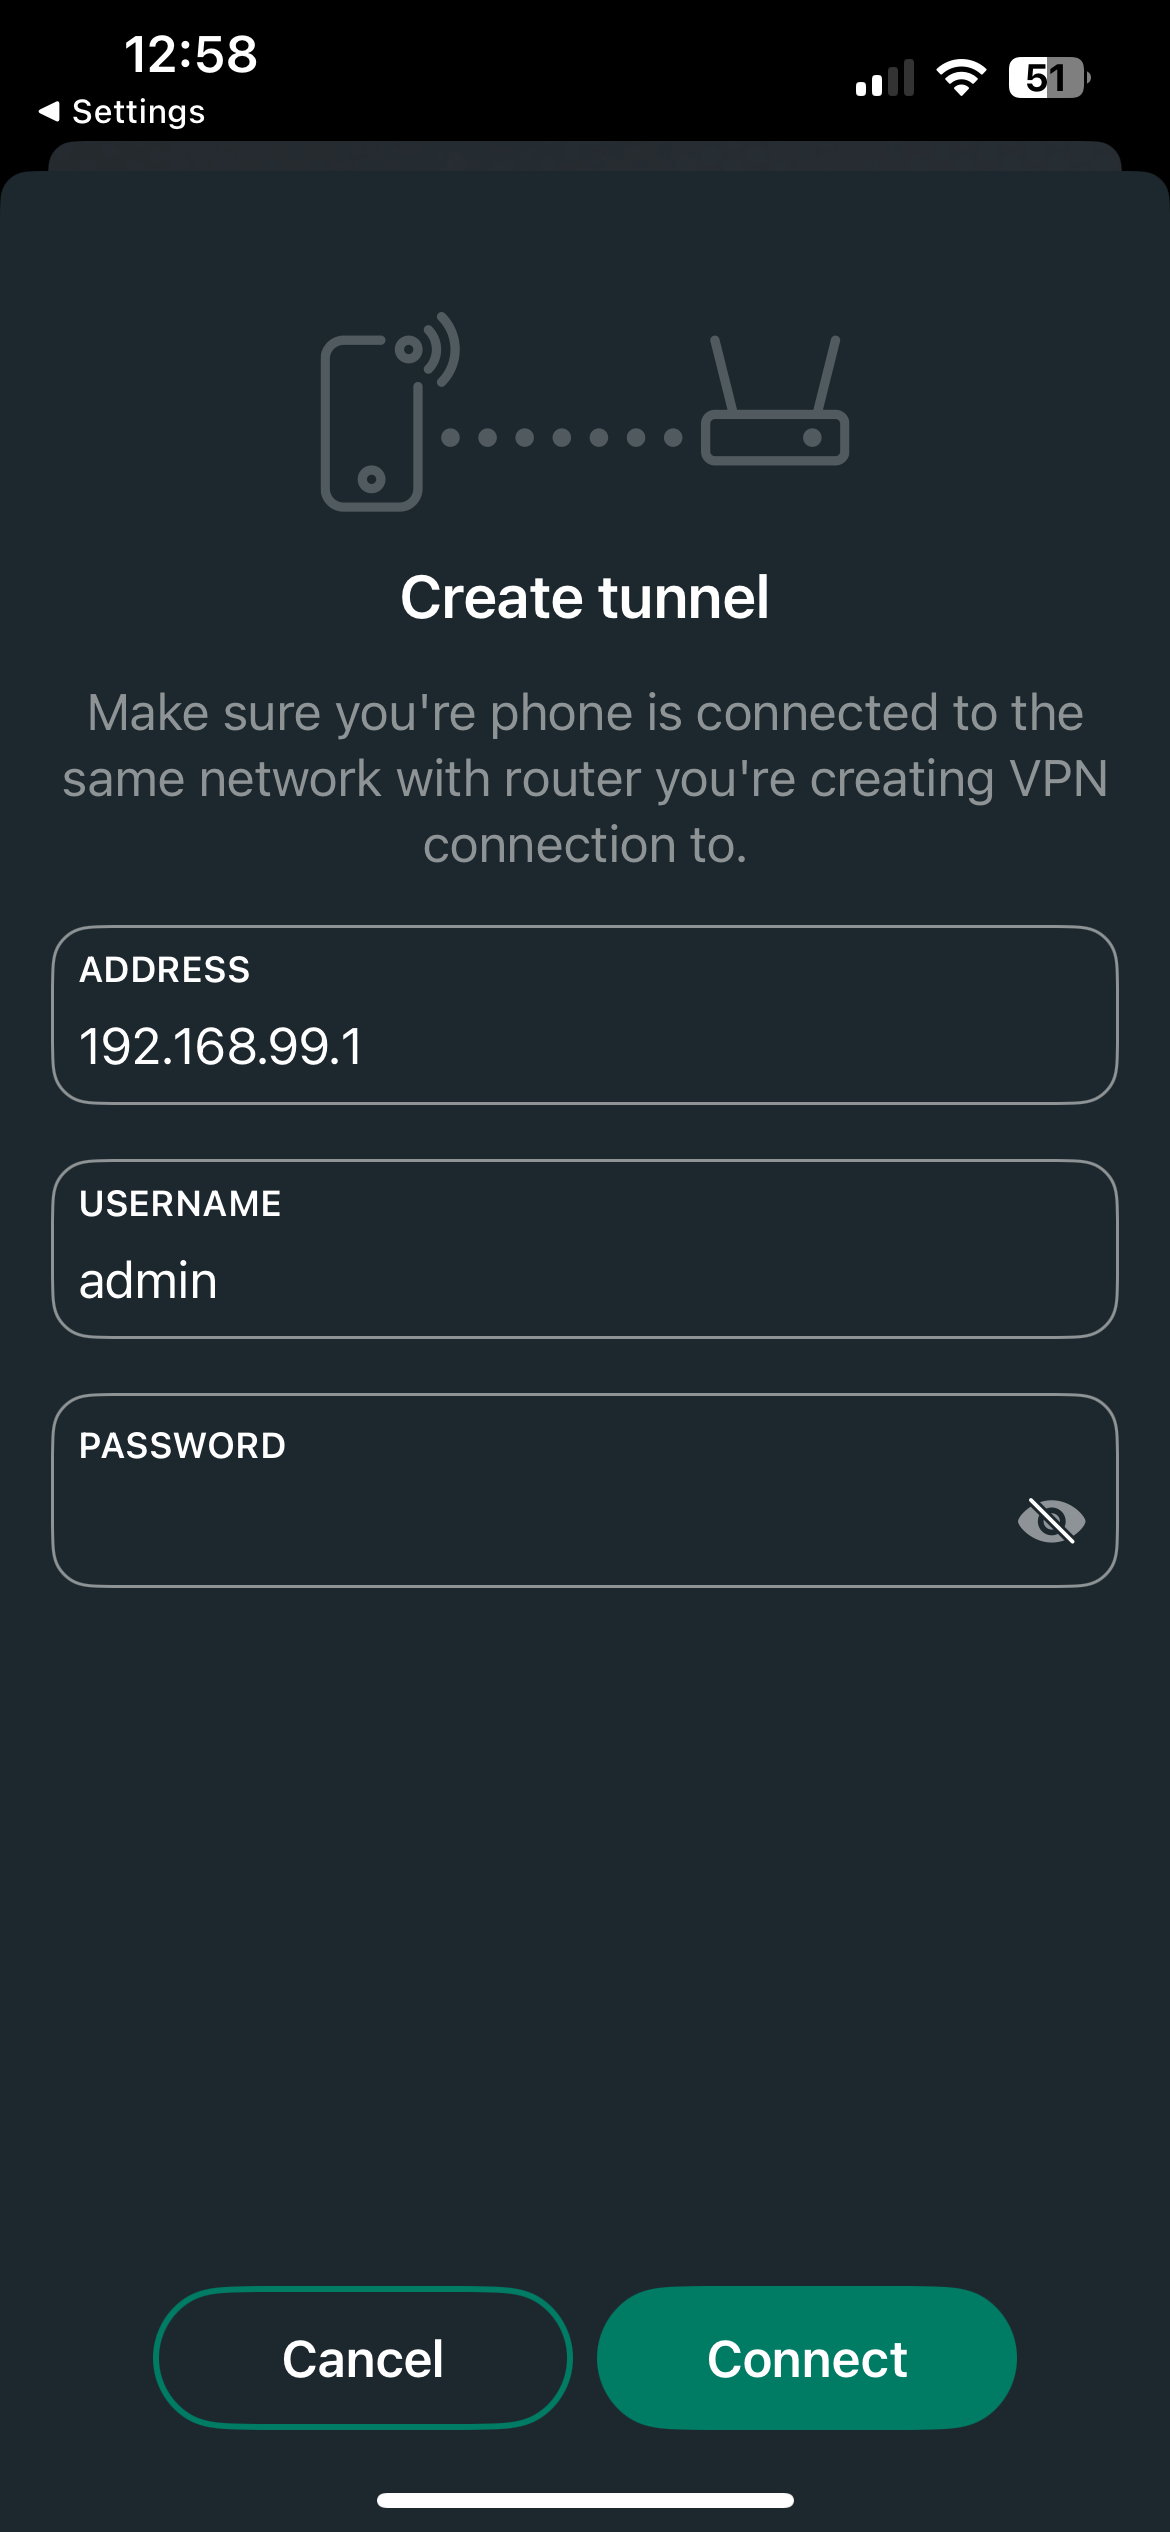 12:58
51
◀ Settings
Create tunnel
Make sure you're phone is connected to the
same network with router you're creating VPN
connection to.
ADDRESS
192.168.99.1
USERNAME
admin
PASSWORD
Cancel
Connect